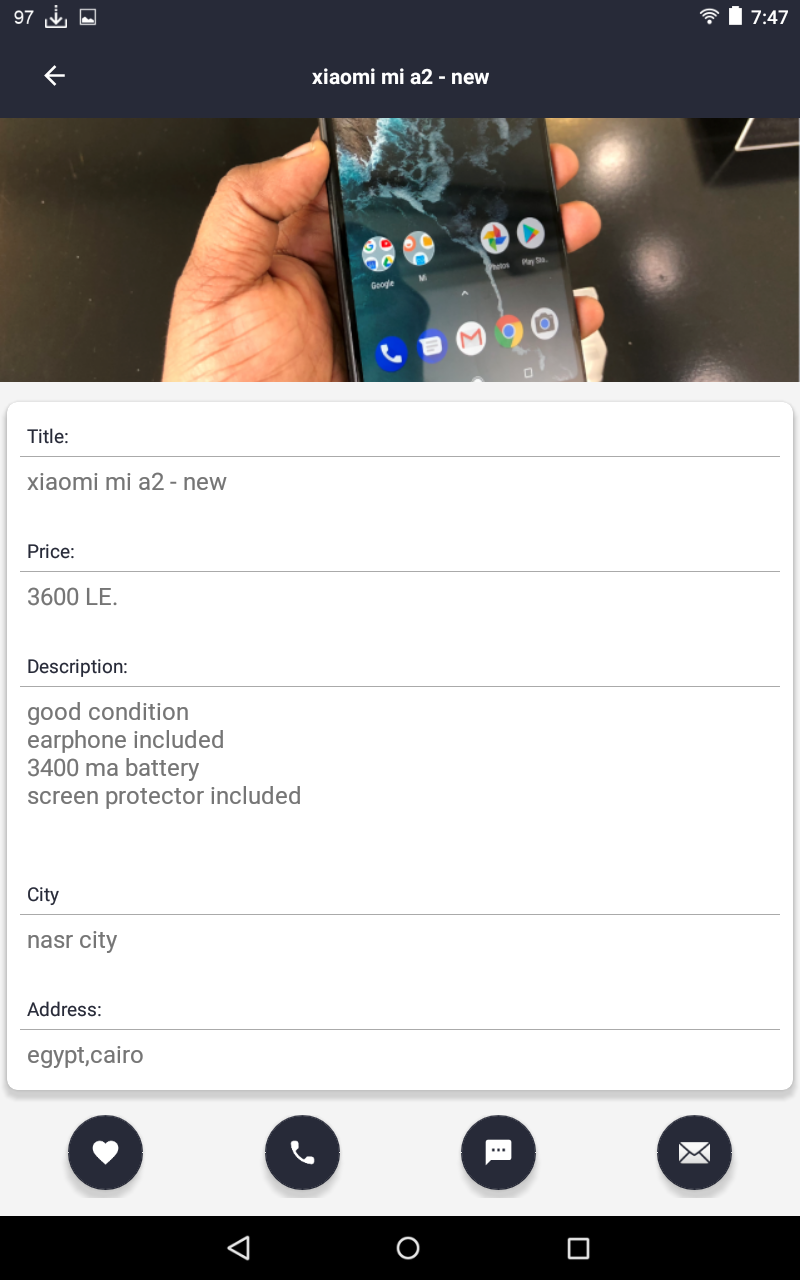 97
7:47
xiaomi mi a2 - new
Google
Mi
Photos
Play Sto..
Title:
xiaomi mi a2 - new
Price:
3600 LE.
Description:
good condition
earphone included
3400 ma battery
screen protector included
City
nasr city
Address:
egypt,cairo